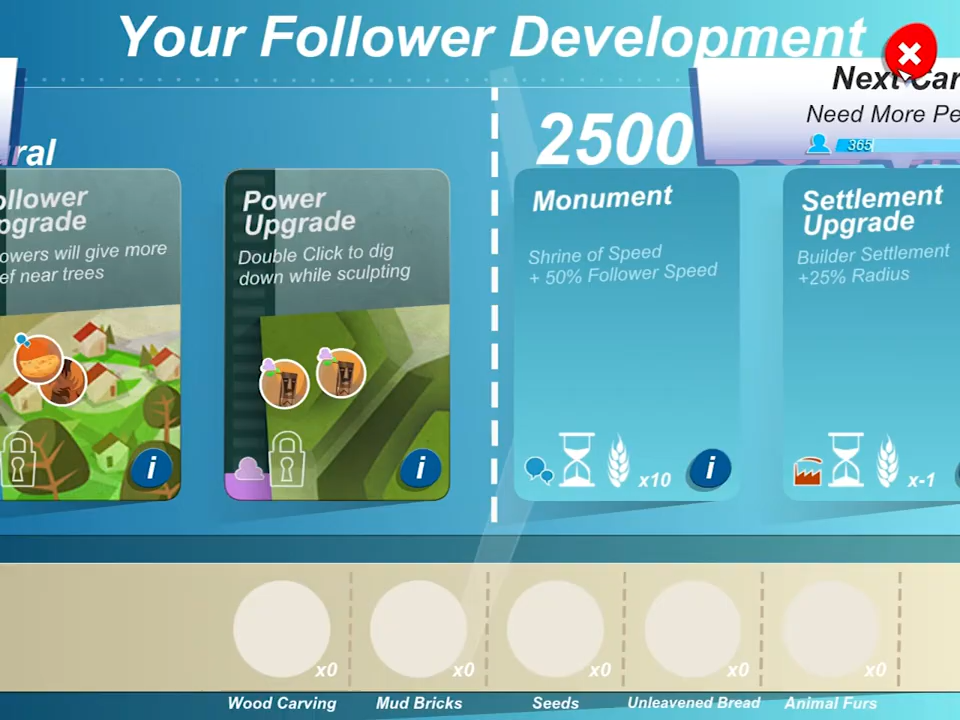 Your Follower Development
Next Car
Need More Pe
365
ral
2500
ollower
pgrade
owers will give more
ef near trees
Power
Upgrade
Double Click to dig
down while sculpting
Monument
Shrine of Speed
+ 50% Follower Speed
Settlement
Upgrade
Builder Settlement
+25% Radius
i
i
x10
i
x-1
x0
x0
x0
x0
x0
Wood Carving
Mud Bricks
Seeds
Unleavened Bread
Animal Furs